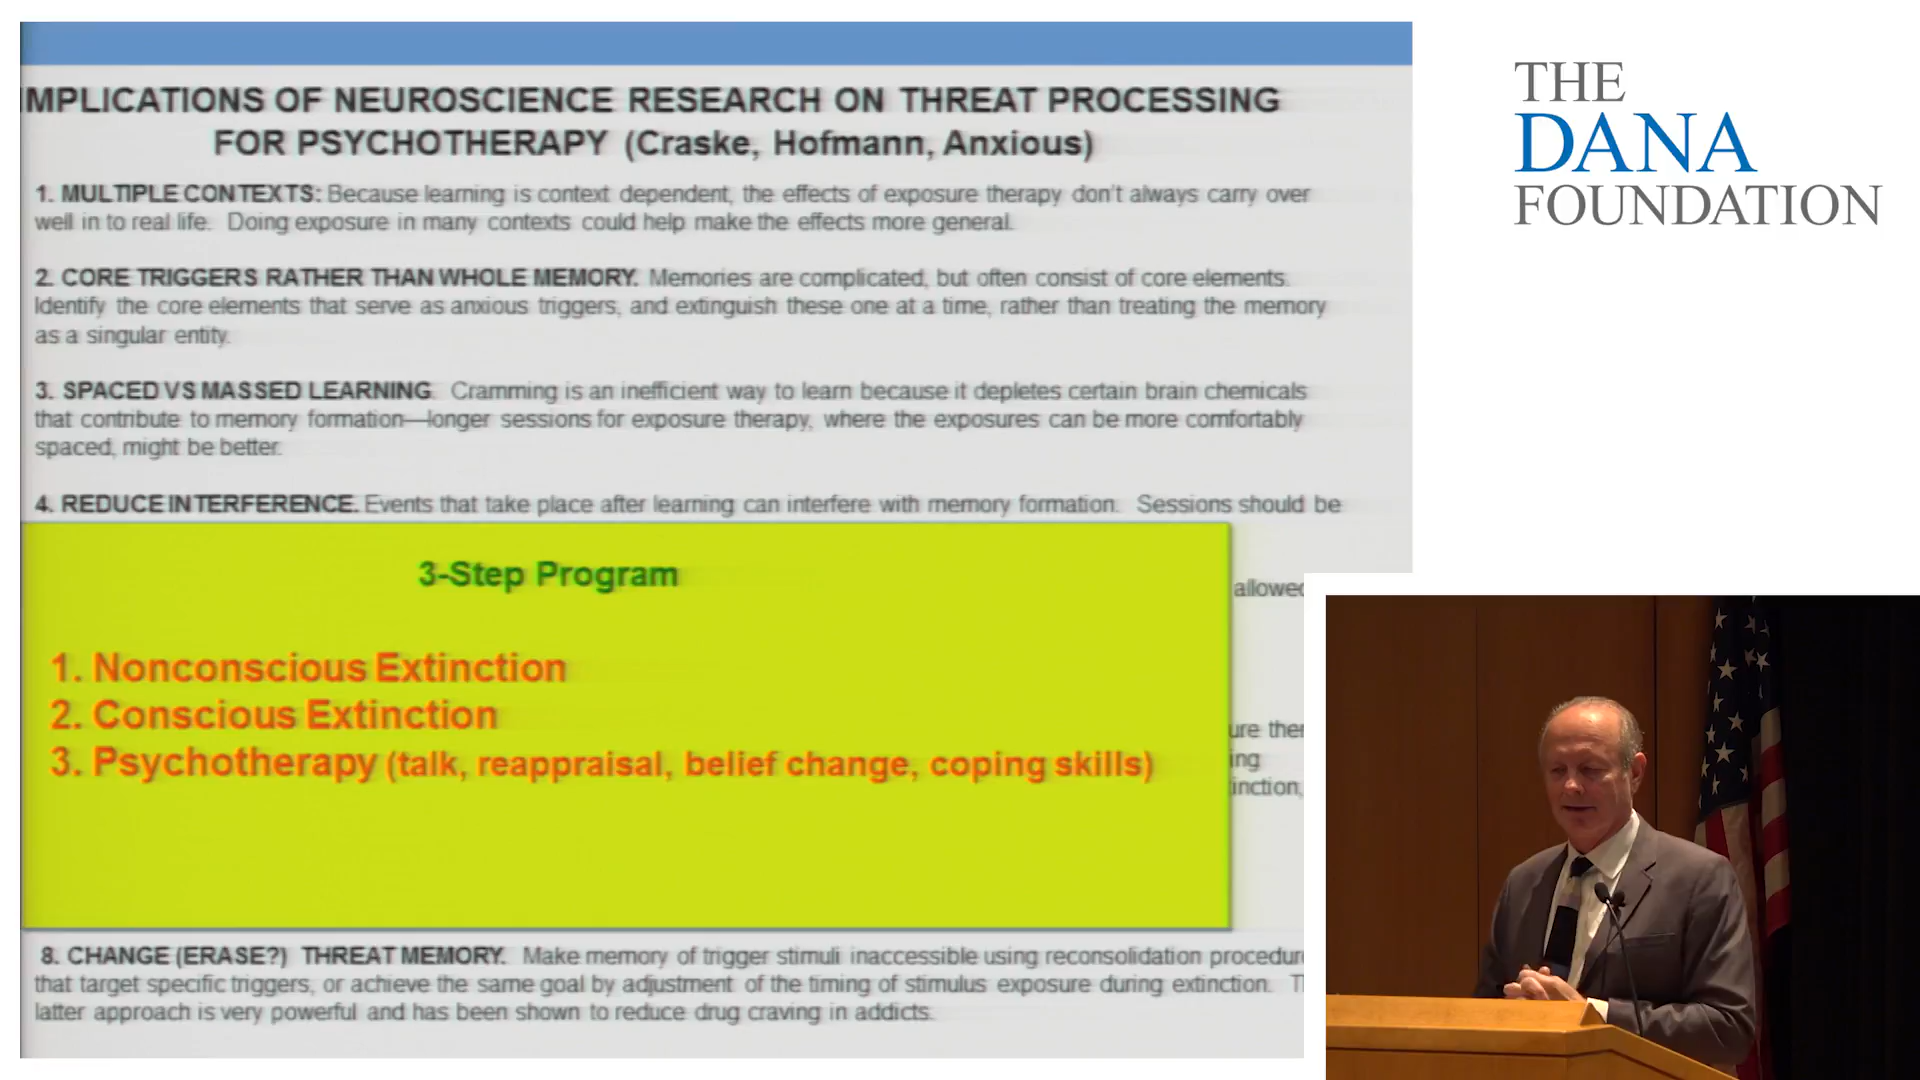 IMPLICATIONS OF NEUROSCIENCE RESEARCH ON THREAT PROCESSING
FOR PSYCHOTHERAPY (Craske, Hofmann, Anxious)
1. MULTIPLE CONTEXTS: Because learning is context dependent, the effects of exposure therapy don't always carry over
well in to real life. Doing exposure in many contexts could help make the effects more general.
2. CORE TRIGGERS RATHER THAN WHOLE MEMORY. Memories are complicated, but often consist of core elements.
Identify the core elements that serve as anxious triggers, and extinguish these one at a time, rather than treating the memory
as a singular entity.
3. SPACED VS MASSED LEARNING. Cramming is an inefficient way to learn because it depletes certain brain chemicals
that contribute to memory formation—longer sessions for exposure therapy, where the exposures can be more comfortably
spaced, might be better.
4. REDUCE INTERFERENCE. Events that take place after learning can interfere with memory formation. Sessions should be
allowed
3-Step Program
1. Nonconscious Extinction
2. Conscious Extinction
3. Psychotherapy (talk, reappraisal, belief change, coping skills)
8. CHANGE (ERASE?) THREAT MEMORY. Make memory of trigger stimuli inaccessible using reconsolidation
that target specific triggers, or achieve the same goal by adjustment of the timing of stimulus exposure during extinction.
latter approach is very powerful and has been shown to reduce drug craving in addicts.
THE
DANA
FOUNDATION